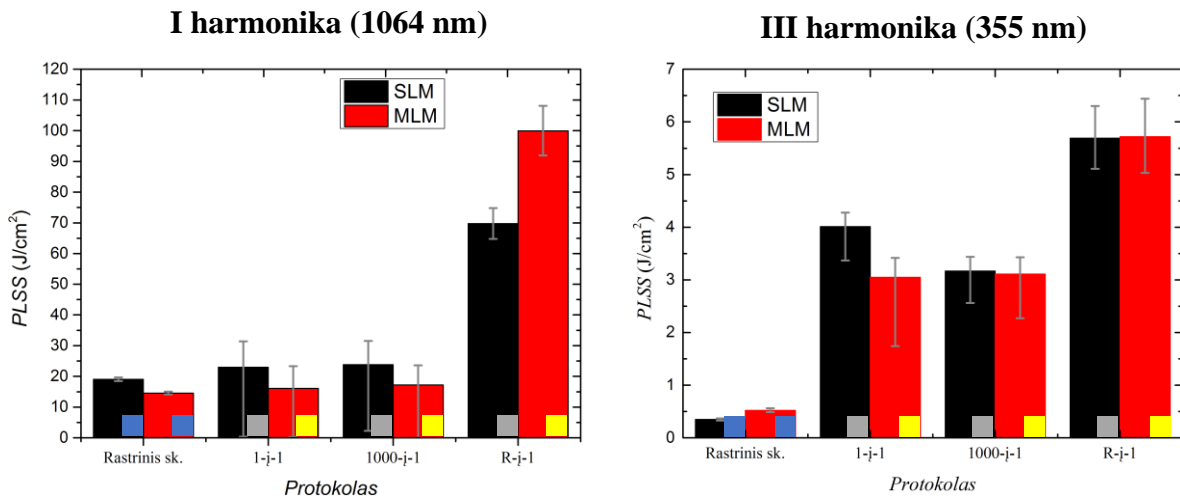 I harmonika (1064 nm)
PLSS (J/cm²)
120
110
100
90
80
70
60
50
40
30
20
10
0
SLM
MLM
Rastrinis sk.
1-į-1
1000-į-1
R-į-1
Protokolas
III harmonika (355 nm)
PLSS (J/cm²)
7
6
5
4
3
2
1
0
SLM
MLM
Rastrinis sk.
1-į-1
1000-į-1
R-į-1
Protokolas